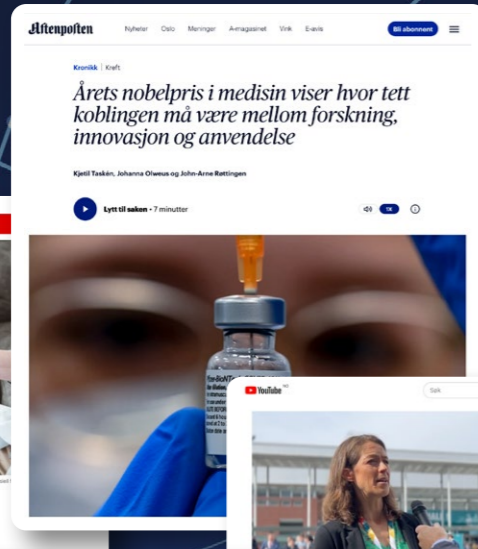 Aftenposten
Nyheter Oslo Meninger A-magasinet Vink E-avis
Bli abonnent
Kronikk | Kreft
Årets nobelpris i medisin viser hvor tett
koblingen må være mellom forskning,
innovasjon og anvendelse
Kjetil Taskén, Johanna Olweus og John-Arne Røttingen
Lytt til saken • 7 minutter
1X
YouTube NO
Søk